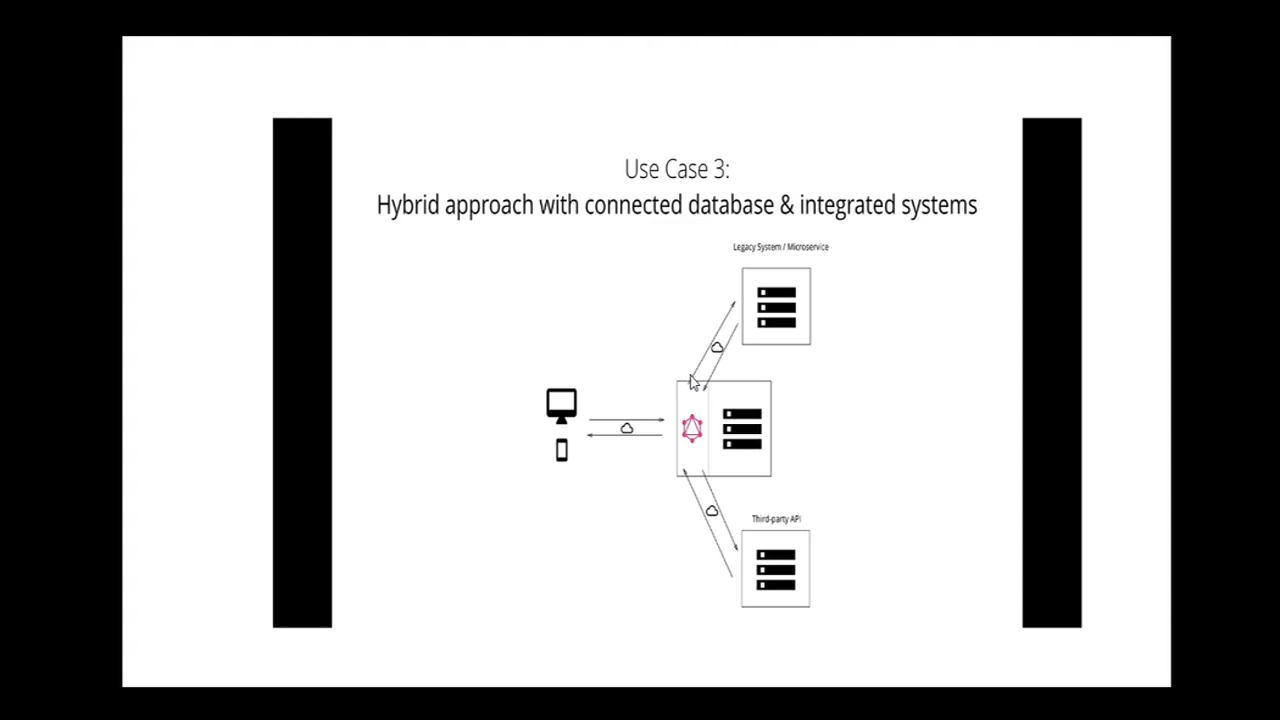 Use Case 3:
Hybrid approach with connected database & integrated systems
Legacy System / Microservice
Third-party API